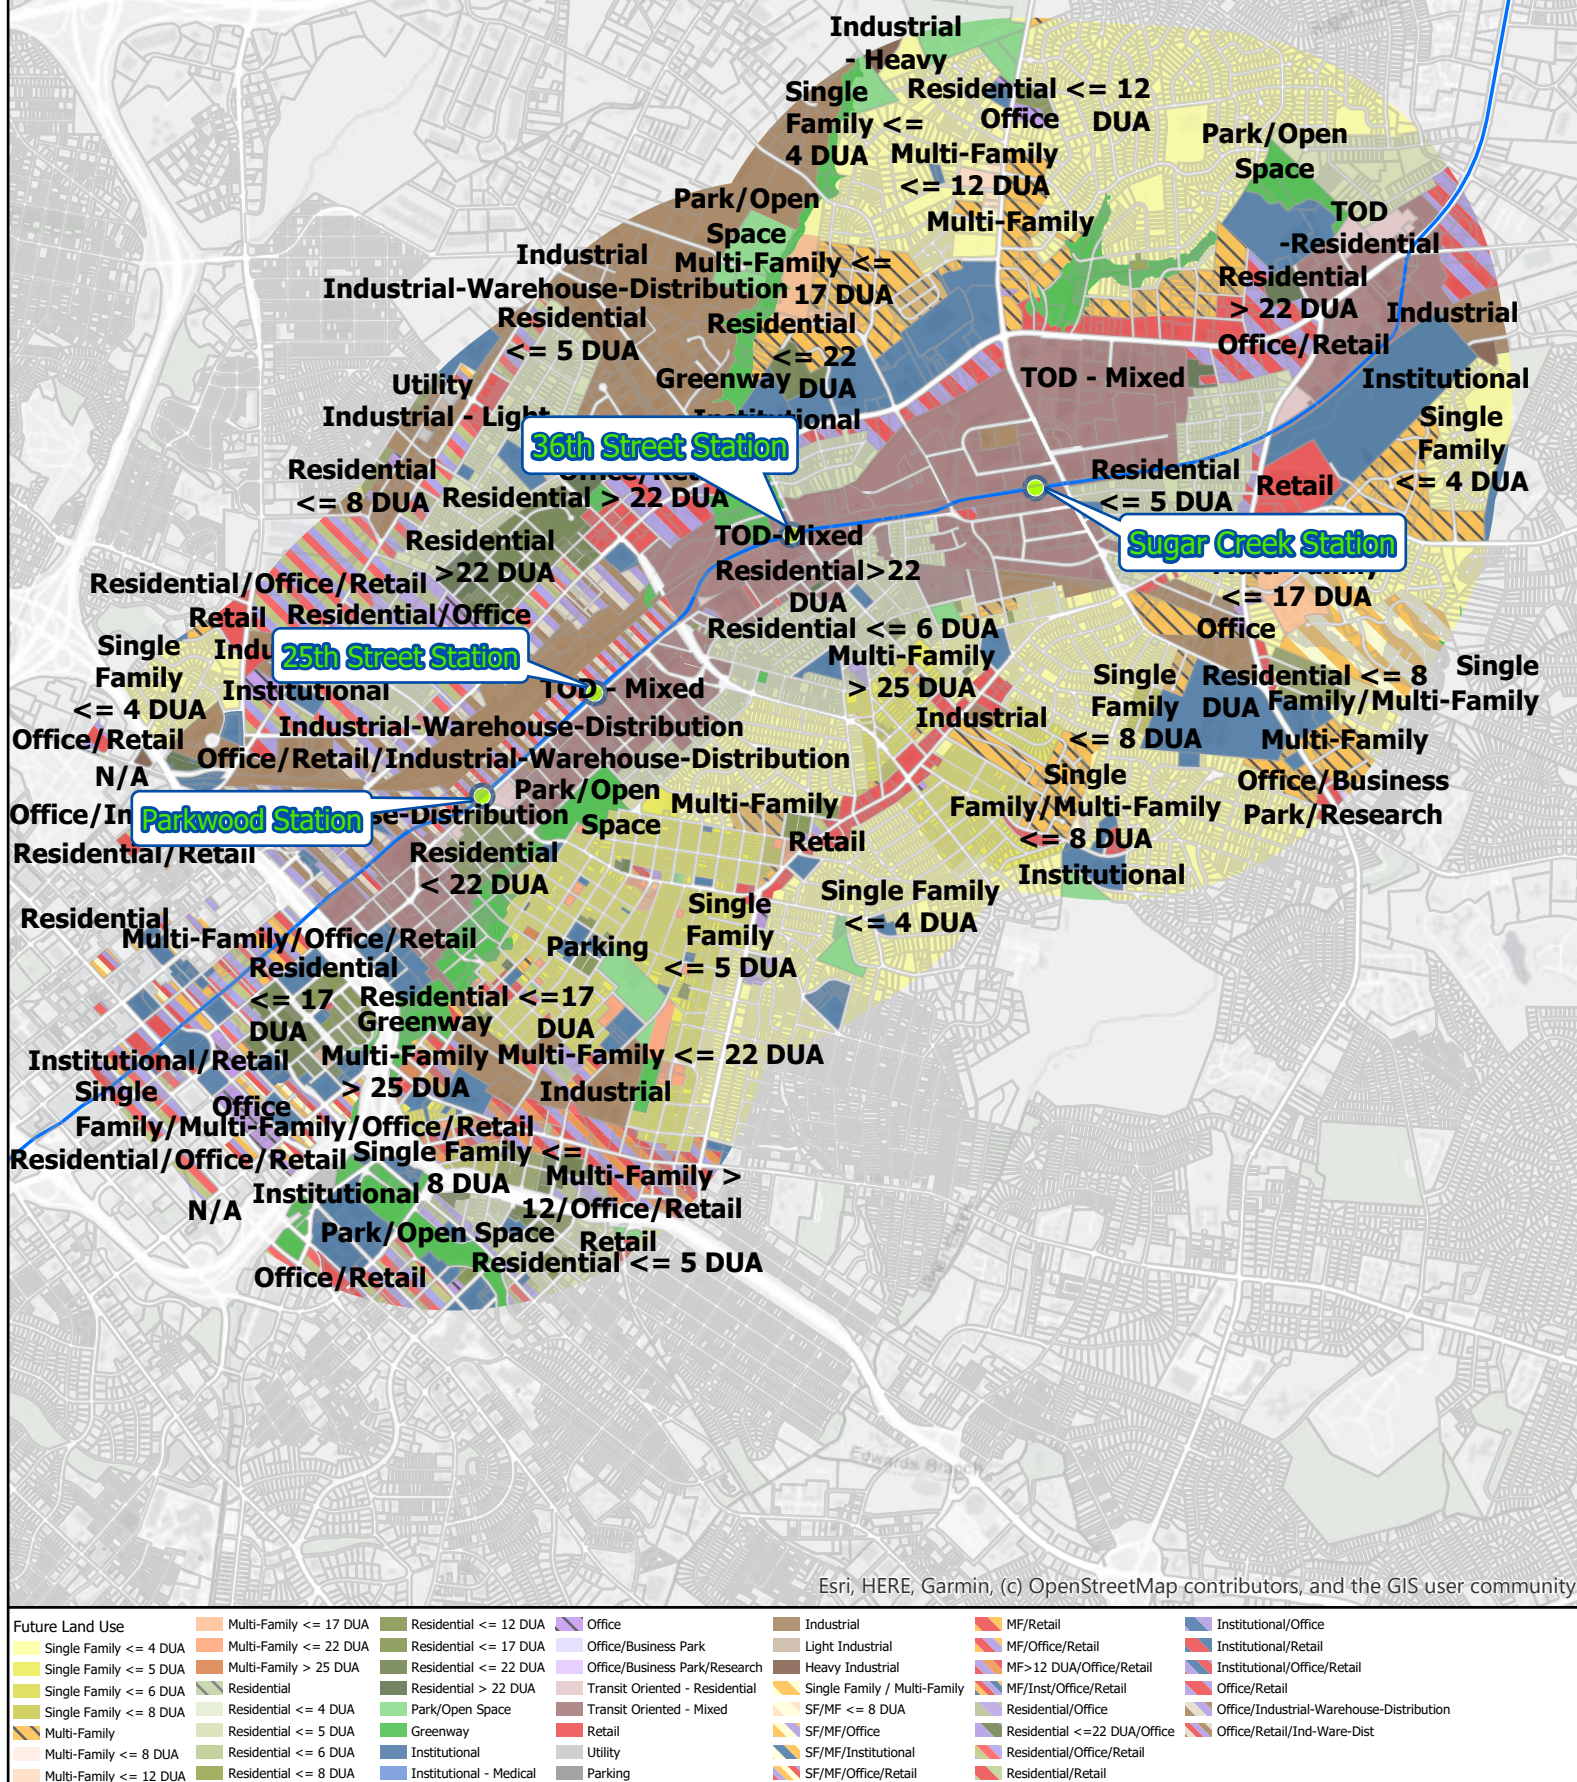 Industrial
- Heavy
Single
Family <=
4 DUA
Residential <= 12
DUA
Office
Multi-Family
<= 12 DUA
Multi-Family
Park/Open
Space
TOD
-Residential
Park/Open
Space
Industrial
Multi-Family <=
17 DUA
Industrial-Warehouse-Distribution
Residential
> 22 DUA
Industrial
Residential
<= 5 DUA
Residential
<= 22
DUA
Office/Retail
Greenway
TOD - Mixed
Institutional
Utility
Industrial - Light
Institutional
Single
Family
<= 4 DUA
36th Street Station
Residential
<= 8 DUA
Office/Retail
Residential > 22 DUA
Residential
<= 5 DUA
Retail
TOD-Mixed
Sugar Creek Station
Residential
>22 DUA
Residential>22
DUA
Multi-Family
<= 17 DUA
Residential/Office/Retail
Retail
Residential/Office
Residential <= 6 DUA
Office
Single
Family
<= 4 DUA
Indu
25th Street Station
Multi-Family
> 25 DUA
Single
Family
<= 8 DUA
Residential <= 8
DUA
Single
Family/Multi-Family
Institutional
TOD - Mixed
Industrial
Office/Retail
Industrial-Warehouse-Distribution
Multi-Family
N/A
Office/Retail/Industrial-Warehouse-Distribution
Single
Family/Multi-Family
<= 8 DUA
Office/Business
Park/Research
Park/Open
Space
Multi-Family
Office/In
Parkwood Station
se-Distribution
Retail
Residential/Retail
Residential
< 22 DUA
Institutional
Single Family
<= 4 DUA
Single
Family
<= 5 DUA
Residential
Multi-Family/Office/Retail
Parking
Residential
<= 17
DUA
Residential <=17
DUA
Greenway
Institutional/Retail
Multi-Family
> 25 DUA
Multi-Family <= 22 DUA
Single
Family/Multi-Family/Office/Retail
Office
Industrial
Residential/Office/Retail
Single Family <=
8 DUA
Multi-Family >
12/Office/Retail
N/A
Institutional
Park/Open Space
Retail
Residential <= 5 DUA
Office/Retail
Edwards Branch
Esri, HERE, Garmin, (c) OpenStreetMap contributors, and the GIS user community
Future Land Use
Single Family <= 4 DUA
Single Family <= 5 DUA
Single Family <= 6 DUA
Single Family <= 8 DUA
Multi-Family
Multi-Family <= 8 DUA
Multi-Family <= 12 DUA
Multi-Family <= 17 DUA
Multi-Family <= 22 DUA
Multi-Family > 25 DUA
Residential
Residential <= 4 DUA
Residential <= 5 DUA
Residential <= 6 DUA
Residential <= 8 DUA
Residential <= 12 DUA
Residential <= 17 DUA
Residential <= 22 DUA
Residential > 22 DUA
Park/Open Space
Greenway
Institutional
Institutional - Medical
Office
Office/Business Park
Office/Business Park/Research
Transit Oriented - Residential
Transit Oriented - Mixed
Retail
Utility
Parking
Industrial
Light Industrial
Heavy Industrial
Single Family / Multi-Family
SF/MF <= 8 DUA
SF/MF/Office
SF/MF/Institutional
SF/MF/Office/Retail
MF/Retail
MF/Office/Retail
MF>12 DUA/Office/Retail
MF/Inst/Office/Retail
Residential/Office
Residential <=22 DUA/Office
Residential/Office/Retail
Residential/Retail
Institutional/Office
Institutional/Retail
Institutional/Office/Retail
Office/Retail
Office/Industrial-Warehouse-Distribution
Office/Retail/Ind-Ware-Dist